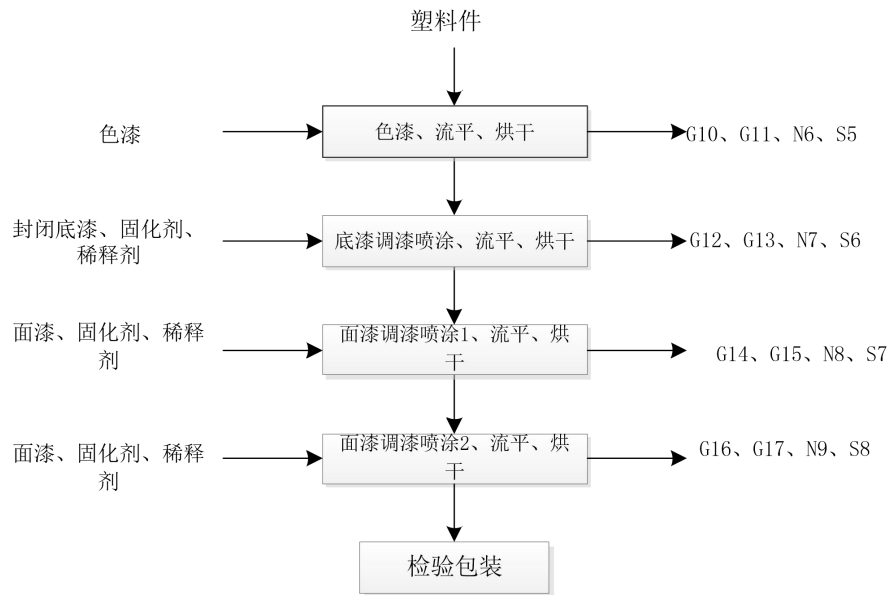 塑料件
色漆
色漆、流平、烘干
G10、G11、N6、S5
封闭底漆、固化剂、
稀释剂
底漆调漆喷涂、流平、烘干
G12、G13、N7、S6
面漆、固化剂、稀释
剂
面漆调漆喷涂1、流平、烘
干
G14、G15、N8、S7
面漆、固化剂、稀释
剂
面漆调漆喷涂2、流平、烘
干
G16、G17、N9、S8
检验包装